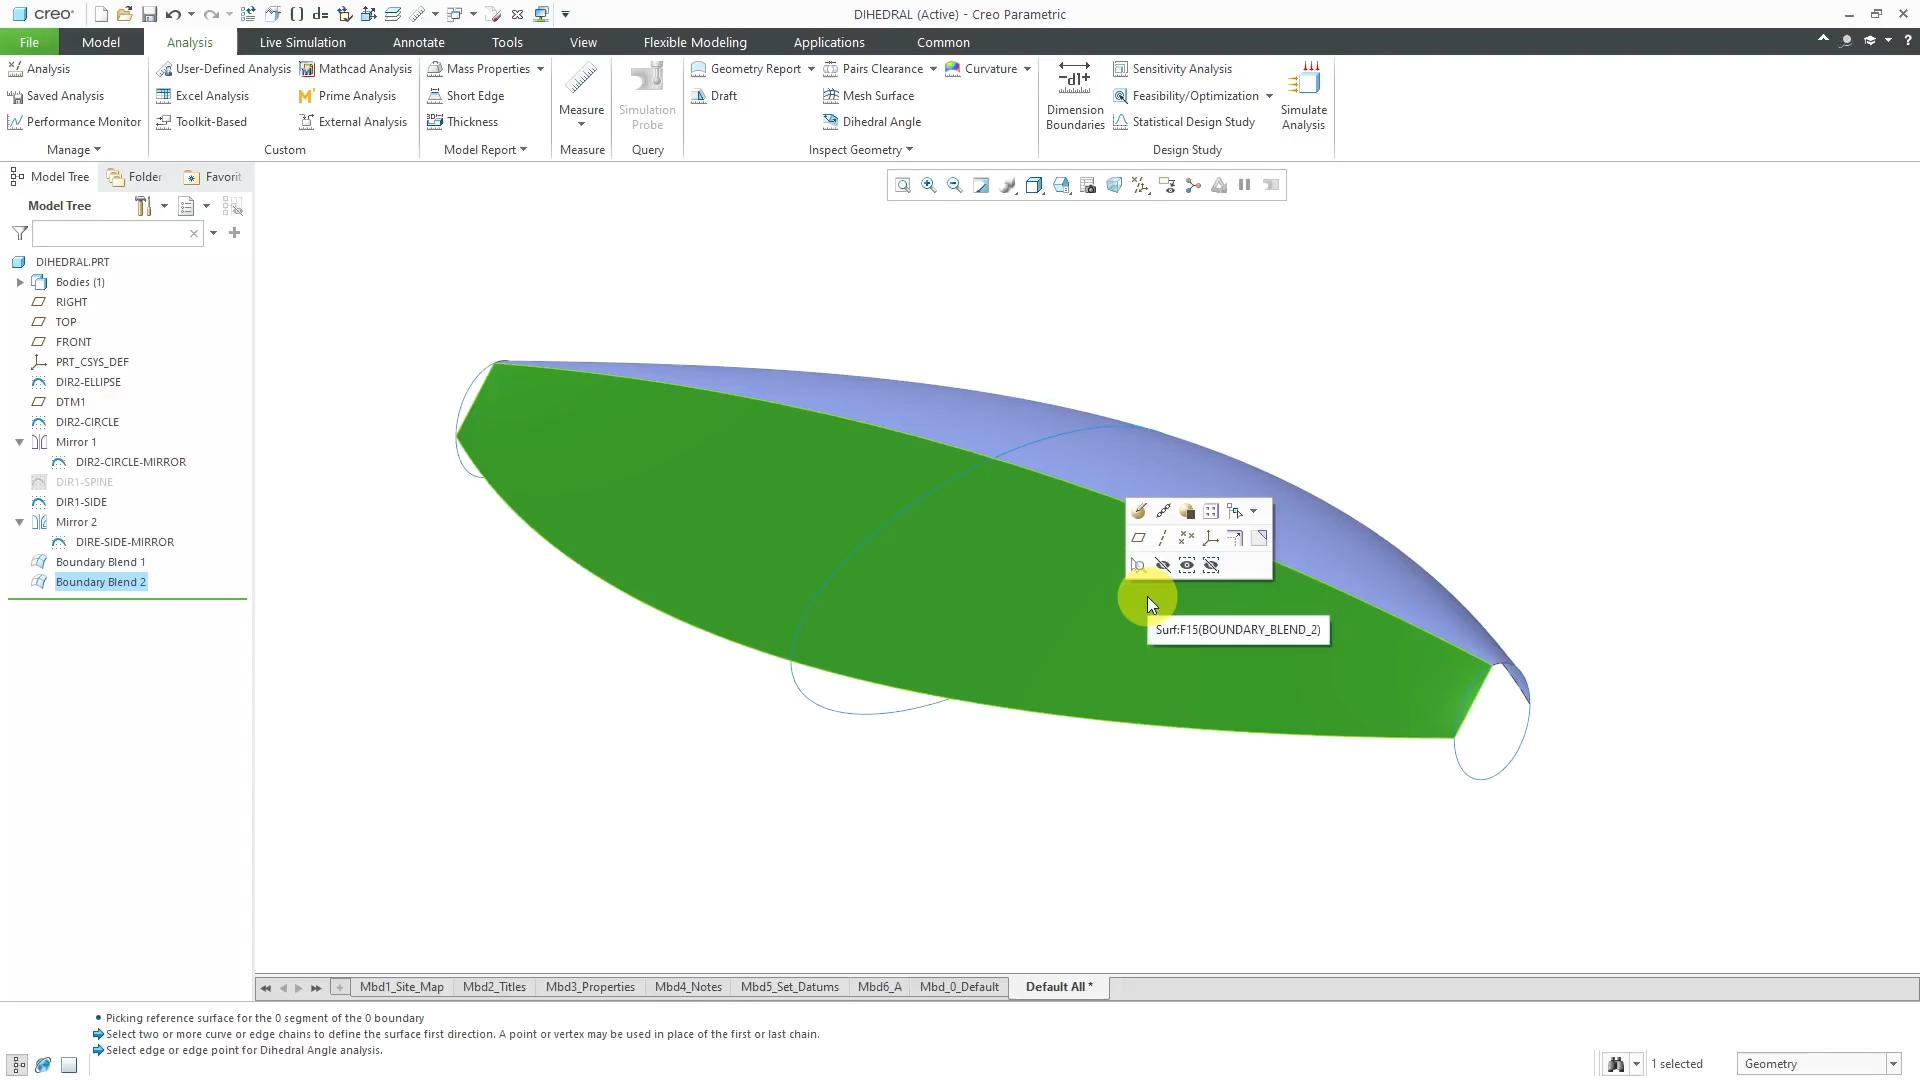 creo
DIHEDRAL (Active) - Creo Parametric
File
Model
Analysis
Live Simulation
Annotate
Tools
View
Flexible Modeling
Applications
Common
Analysis
User-Defined Analysis
Mathcad Analysis
Mass Properties
Geometry Report
Pairs Clearance
Curvature
Sensitivity Analysis
Saved Analysis
Excel Analysis
Prime Analysis
Short Edge
Draft
Mesh Surface
Feasibility/Optimization
Performance Monitor
Toolkit-Based
External Analysis
Thickness
Measure
Simulation
Probe
Dihedral Angle
Dimension
Boundaries
Statistical Design Study
Simulate
Analysis
Manage
Custom
Model Report
Measure
Query
Inspect Geometry
Design Study
Model Tree
Folder
Favorit
Model Tree
DIHEDRAL.PRT
Bodies (1)
RIGHT
TOP
FRONT
PRT_CSYS_DEF
DIR2-ELLIPSE
DTM1
DIR2-CIRCLE
Mirror 1
DIR2-CIRCLE-MIRROR
DIR1-SPINE
DIR1-SIDE
Mirror 2
DIRE-SIDE-MIRROR
Boundary Blend 1
Boundary Blend 2
Surf:F15(BOUNDARY_BLEND_2)
Mbd1_Site_Map
Mbd2_Titles
Mbd3_Properties
Mbd4_Notes
Mbd5_Set_Datums
Mbd6_A
Mbd_0_Default
Default All *
Picking reference surface for the 0 segment of the 0 boundary
Select two or more curve or edge chains to define the surface first direction. A point or vertex may be used in place of the first or last chain.
Select edge or edge point for Dihedral Angle analysis.
1 selected
Geometry